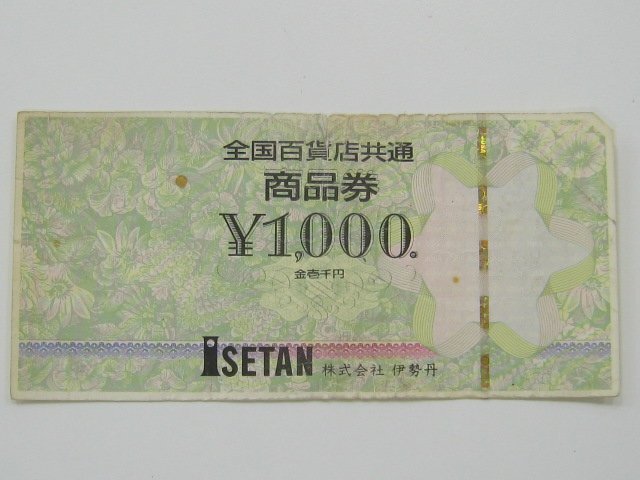 全国百貨店共通
商品券
¥1,000.
金壱千円
ISETAN 株式会社 伊勢丹